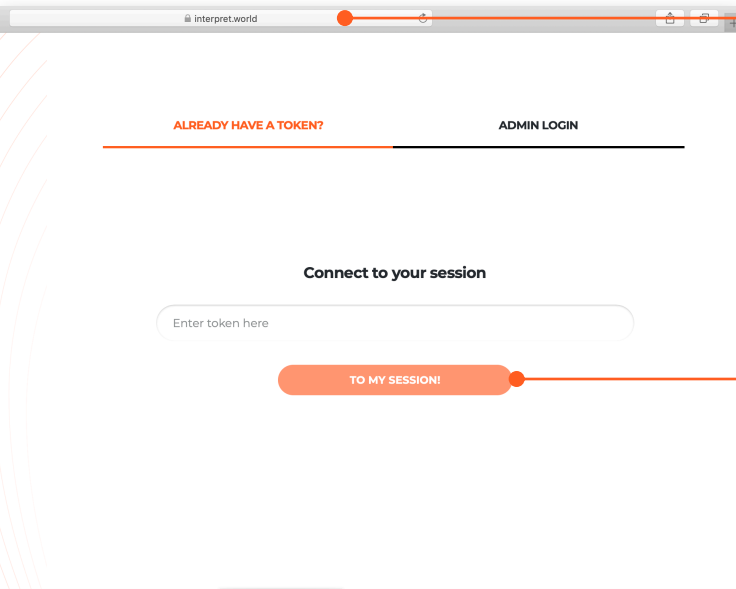 interpret.world
ALREADY HAVE A TOKEN?
ADMIN LOGIN
Connect to your session
Enter token here
TO MY SESSION!